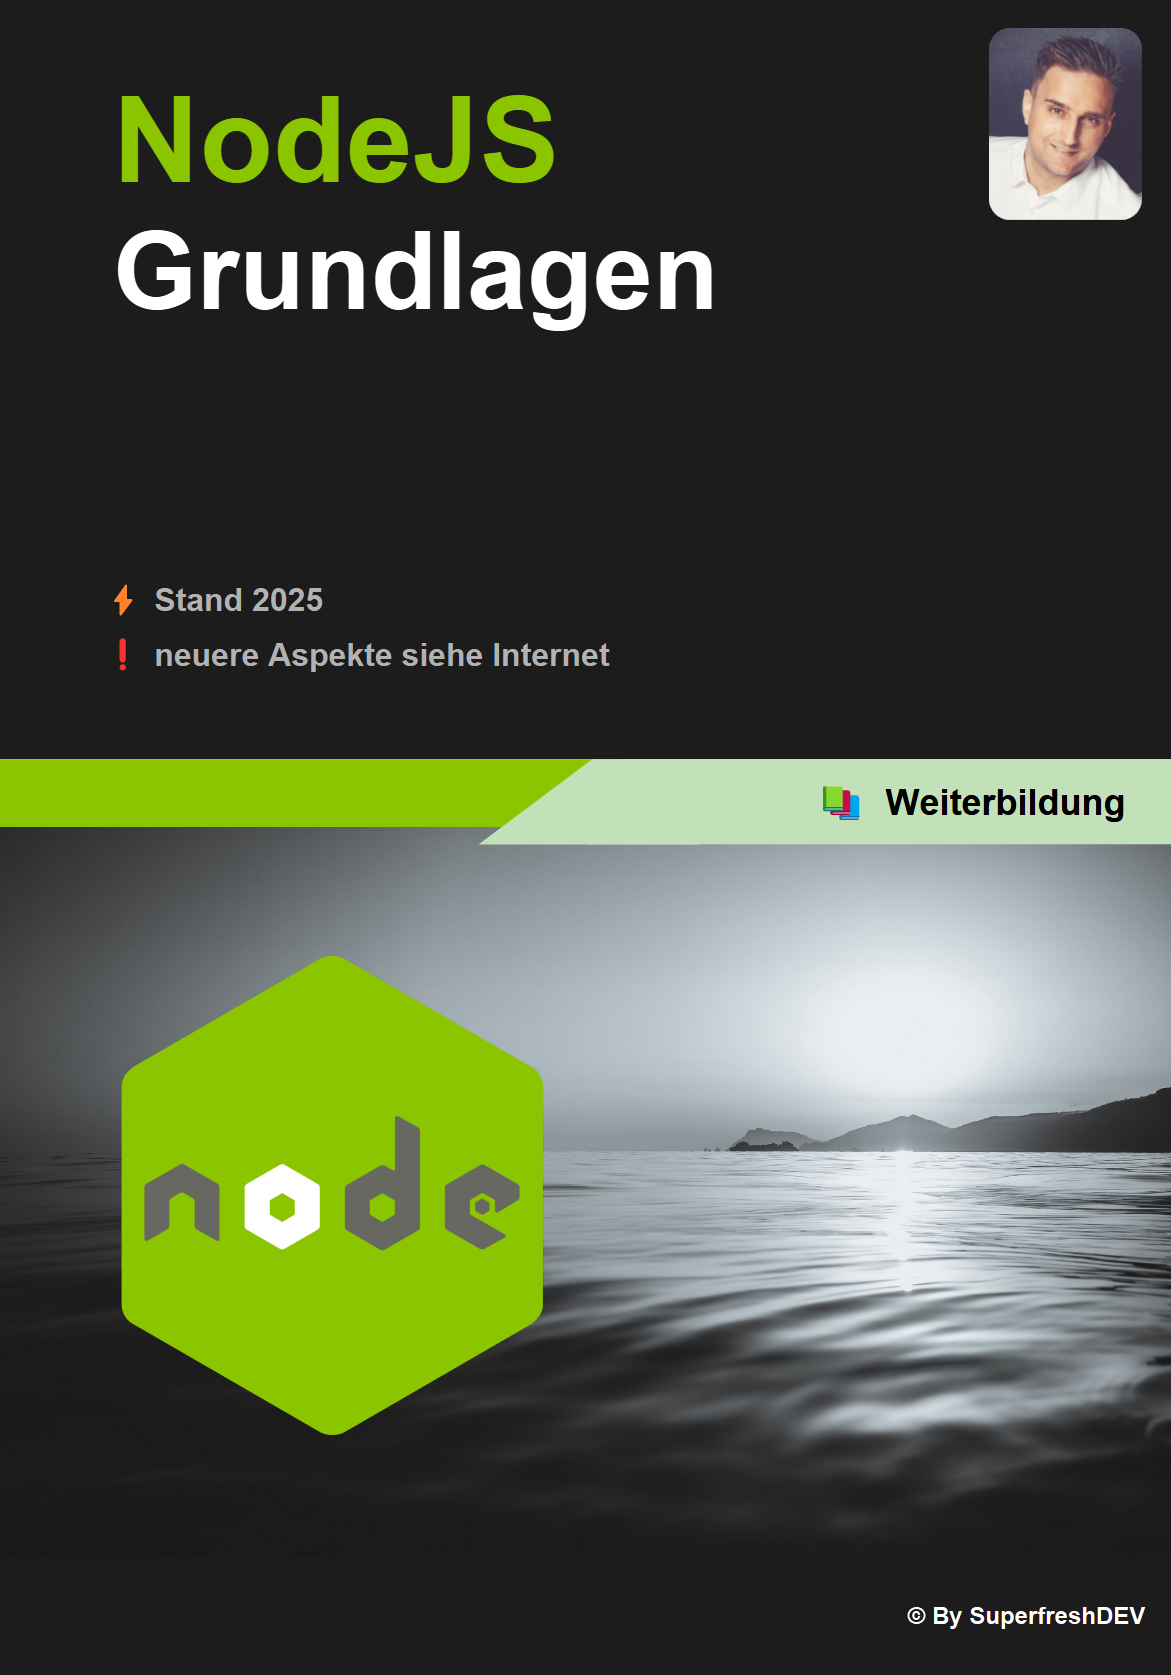 NodeJS
Grundlagen
Stand 2025
neuere Aspekte siehe Internet
Weiterbildung
node
© By SuperfreshDEV